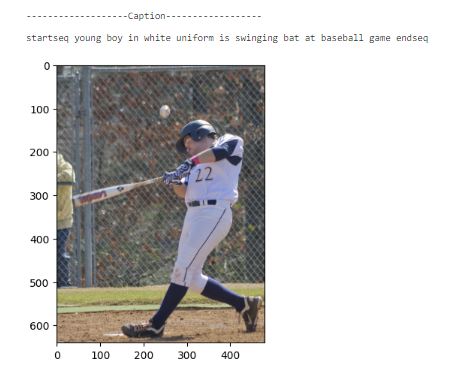 -------------------Caption------------------
startseq young boy in white uniform is swinging bat at baseball game endseq
0
100
200
300
400
500
600
22
0 100 200 300 400